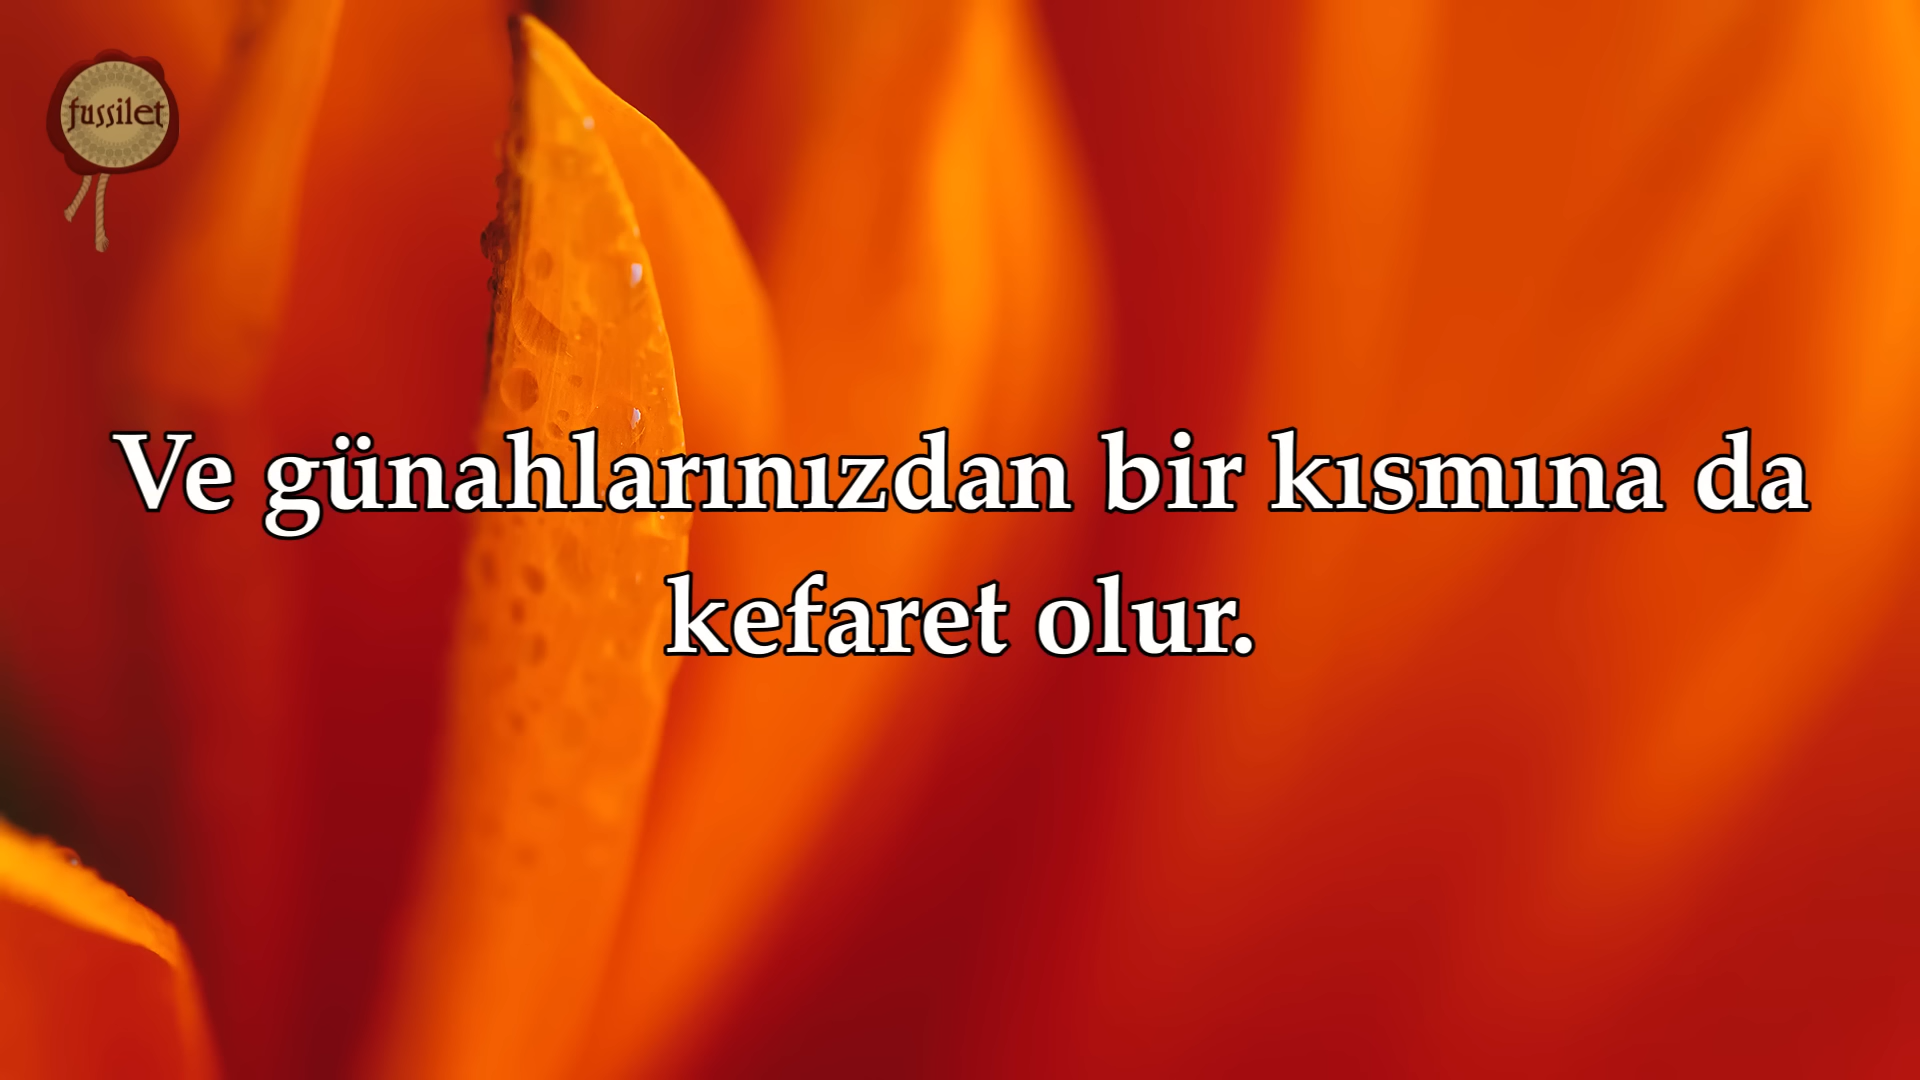 fussilet
Ve günahlarınızdan bir kısmına da
kefaret olur.